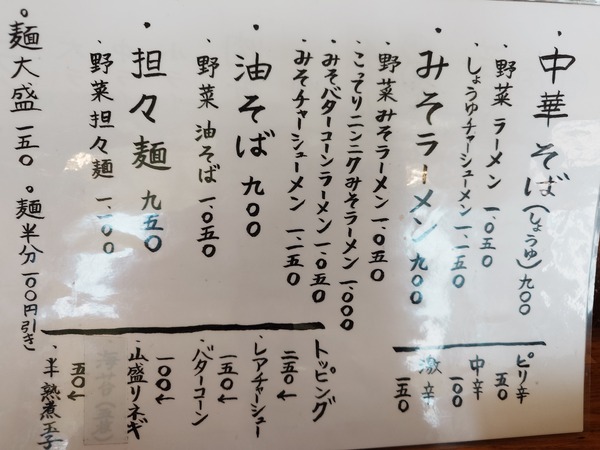 ・中華そば(しょうゆ)九〇〇
・野菜 ラーメン 一、〇五〇
・しょうゆチャーシューメン 一、一五〇
・みそラーメン 九〇〇
・野菜みそラーメン 一、〇五〇
・こってりニンニクみそラーメン 一、〇〇〇
・みそバターコーンラーメン 一、〇五〇
・みそチャーシューメン 一、一五〇
・油そば 九〇〇
・野菜 油そば 一、〇五〇
・担々麺 九五〇
・野菜担々麺 一、一〇〇
。麺大盛 一五〇
。麺半分 一〇〇円引き
ピリ辛
五〇
中辛
一〇〇
激辛
一五〇
トッピング
二五〇←
・レアチャーシュー
一五〇←
・バターコーン
一〇〇←
・山盛りネギ
五〇←
・半熟煮玉子